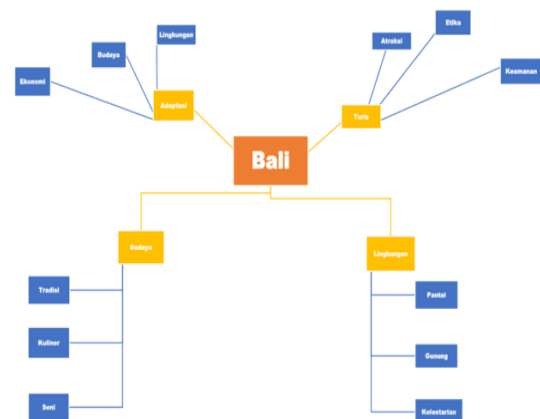 Etika
Lingkungan
Atraksi
Budaya
Keamanan
Ekonomi
Adaptasi
Turis
Bali
Budaya
Lingkungan
Tradisi
Pantai
Kuliner
Gunung
Seni
Kelestarian